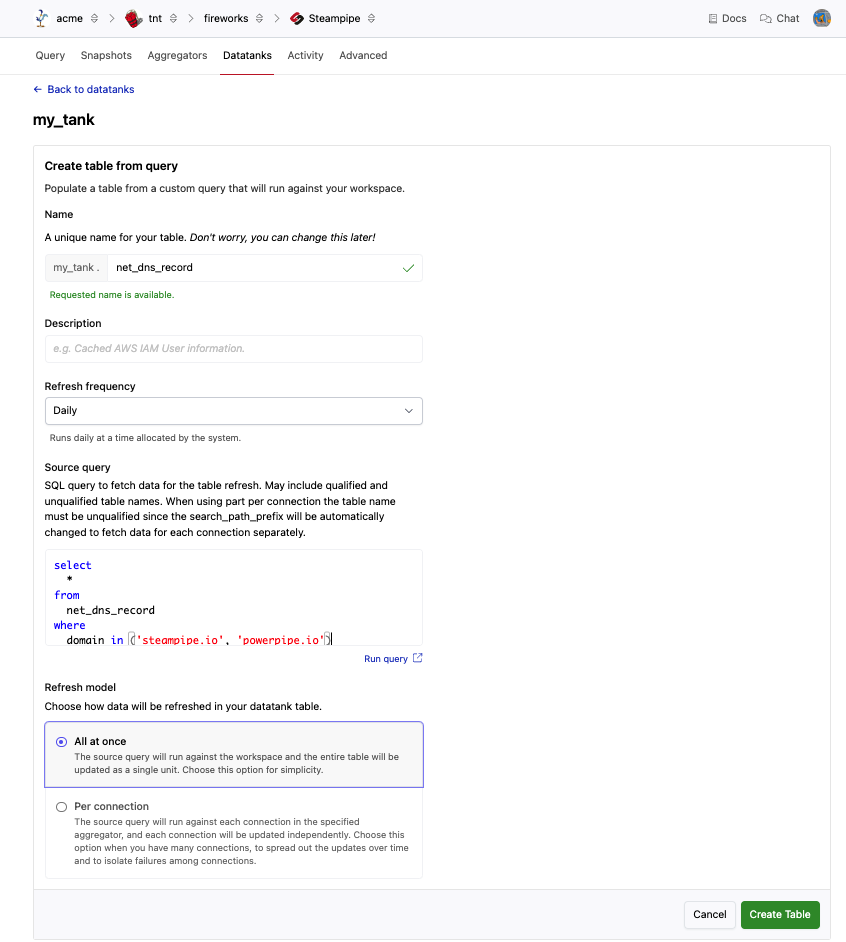 acme tnt fireworks Steampipe Docs Chat
Query Snapshots Aggregators Datatanks Activity Advanced
← Back to datatanks
my_tank
Create table from query
Populate a table from a custom query that will run against your workspace.
Name
A unique name for your table. Don't worry, you can change this later!
my_tank . net_dns_record
Requested name is available.
Description
e.g. Cached AWS IAM User information.
Refresh frequency
Daily
Runs daily at a time allocated by the system.
Source query
SQL query to fetch data for the table refresh. May include qualified and
unqualified table names. When using part per connection the table name
must be unqualified since the search_path_prefix will be automatically
changed to fetch data for each connection separately.
select
*
from
net_dns_record
where
domain in ('steampipe.io', 'powerpipe.io')
Run query
Refresh model
Choose how data will be refreshed in your datatank table.
All at once
The source query will run against the workspace and the entire table will be
updated as a single unit. Choose this option for simplicity.
Per connection
The source query will run against each connection in the specified
aggregator, and each connection will be updated independently. Choose this
option when you have many connections, to spread out the updates over time
and to isolate failures among connections.
Cancel Create Table